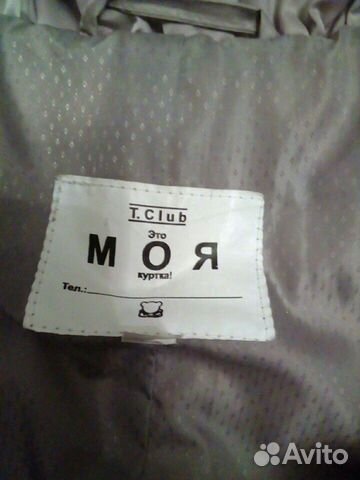 T.Club
Это
МОЯ
куртка!
Тел.:
Avito